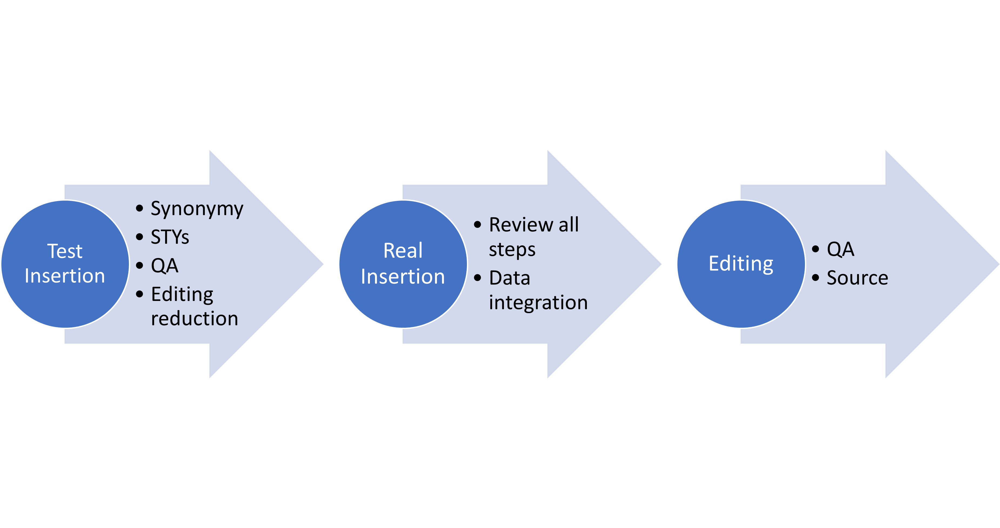 Test
Insertion
• Synonymy
• STYs
• QA
• Editing
reduction
Real
Insertion
• Review all
steps
• Data
integration
Editing
• QA
• Source